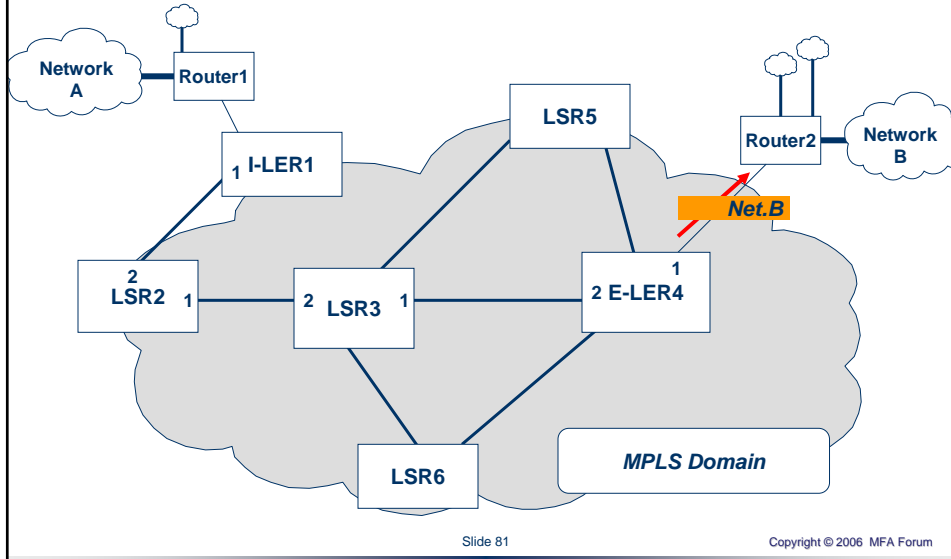 Network
A
Router1
I-LER1
1
LSR5
Router2
Network
B
Net.B
2
LSR2
1
2
LSR3
1
1
2
E-LER4
LSR6
MPLS Domain
Slide 81
Copyright © 2006 MFA Forum